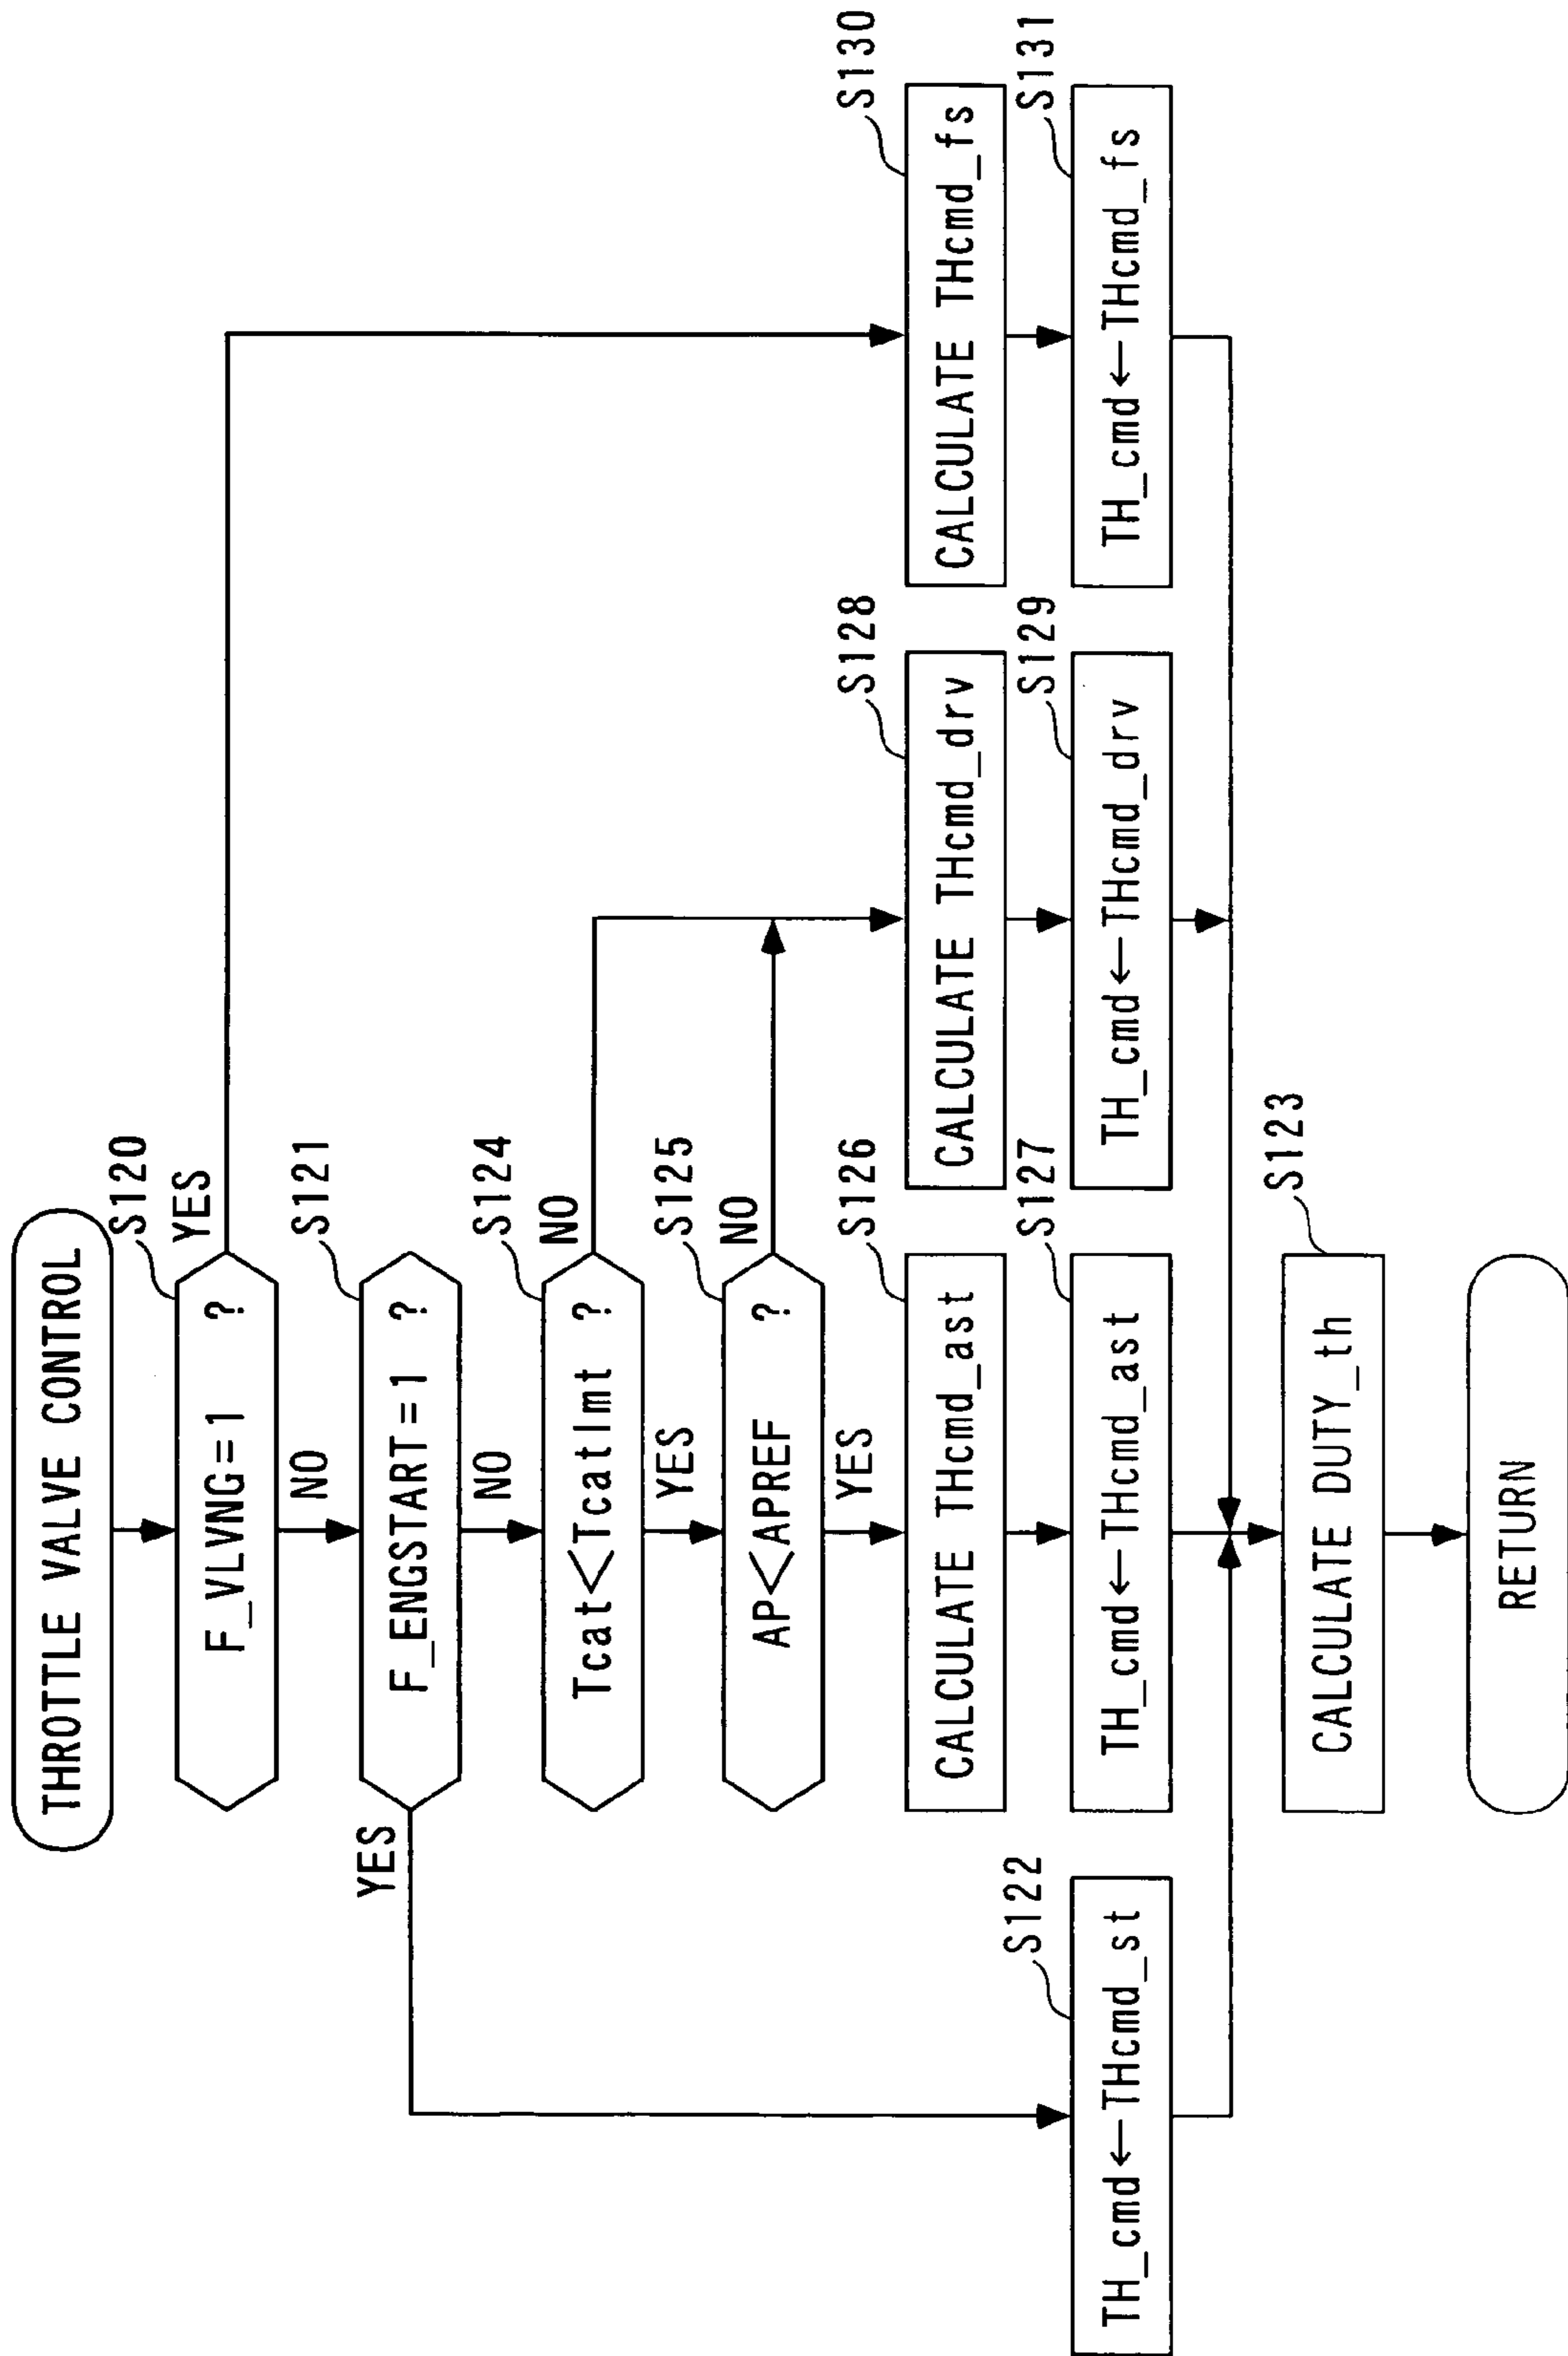 THROTTLE VALVE CONTROL
S120
F_VLVNG=1 ?
YES
NO
S121
F_ENGSTART=1 ?
YES
NO
S124
Tcat<Tcatlmt ?
NO
YES
S125
AP<APREF ?
NO
YES
S126
CALCULATE THcmd_ast
S128
CALCULATE THcmd_drv
S130
CALCULATE THcmd_fs
S122
TH_cmd←THcmd_st
S127
TH_cmd←THcmd_ast
S129
TH_cmd←THcmd_drv
S131
TH_cmd←THcmd_fs
S123
CALCULATE DUTY_th
RETURN